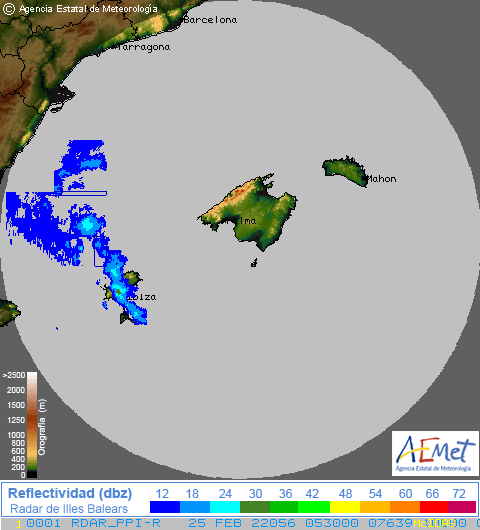 © Agencia Estatal de Meteorología
Barcelona
Tarragona
Mahon
lma
Ibiza
>2500
2000
1500
1400
1200
1000
800
600
400
200
0
Orografía (m)
AEMet
Agencia Estatal de Meteorología
Reflectividad (dbz)
Radar de Illes Balears
12 18 24 30 36 42 48 54 60 66 72
1 0001 RDAR_PPI-R 25 FEB 22056 053000 07639